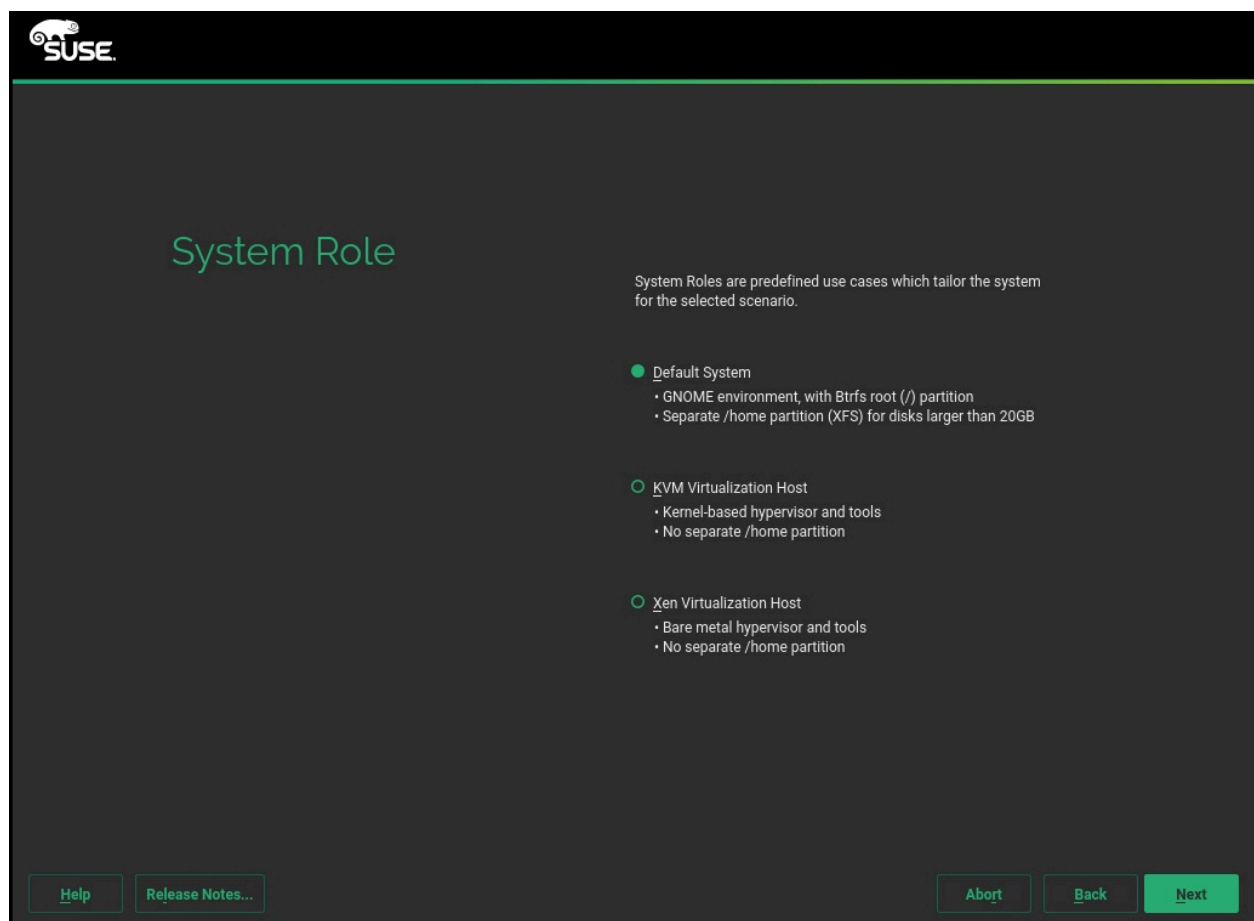 SUSE.
System Role
System Roles are predefined use cases which tailor the system
for the selected scenario.
Default System
• GNOME environment, with Btrfs root (/) partition
• Separate /home partition (XFS) for disks larger than 20GB
KVM Virtualization Host
• Kernel-based hypervisor and tools
• No separate /home partition
Xen Virtualization Host
• Bare metal hypervisor and tools
• No separate /home partition
Help
Release Notes...
Abort
Back
Next